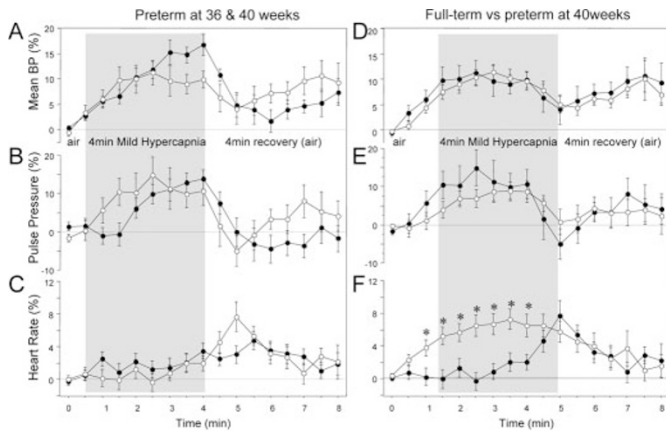 Preterm at 36 & 40 weeks
Full-term vs preterm at 40weeks
A
Mean BP (%)
20
15
10
5
0
air
4min Mild Hypercapnia
4min recovery (air)
B
Pulse Pressure (%)
20
10
0
-10
C
Heart Rate (%)
12
8
4
0
0 1 2 3 4 5 6 7 8
Time (min)
D
20
15
10
5
0
air
4min Mild Hypercapnia
4min recovery (air)
E
20
10
0
-10
F
12
8
4
0
* * * * * * *
0 1 2 3 4 5 6 7 8
Time (min)